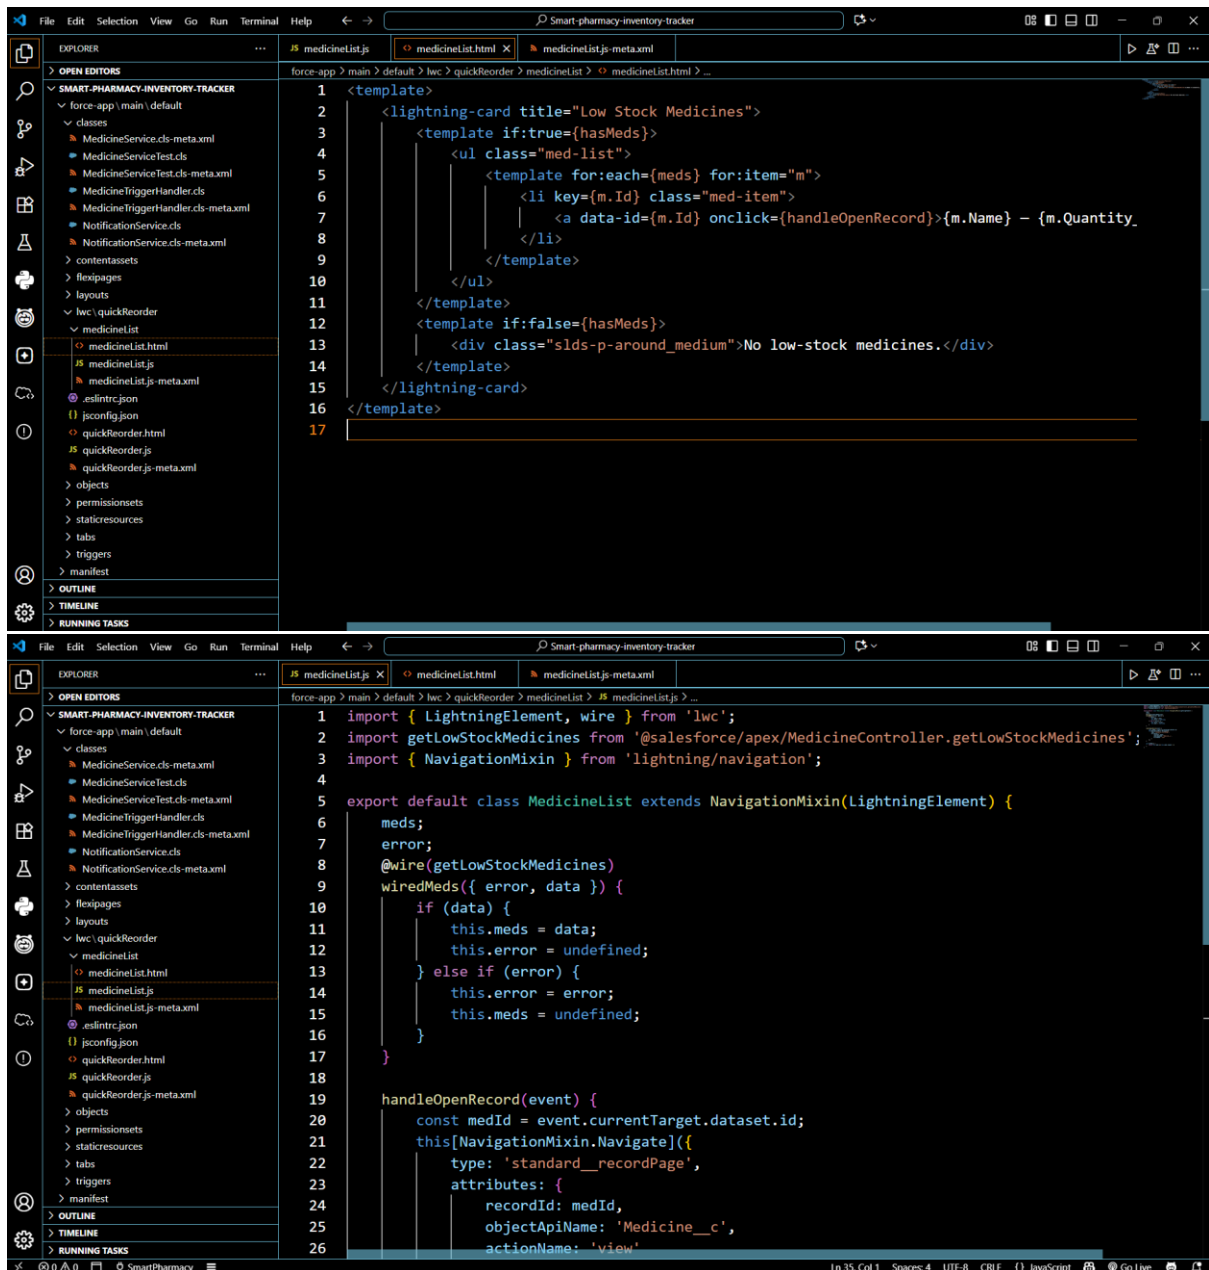 File Edit Selection View Go Run Terminal Help Smart-pharmacy-inventory-tracker
EXPLORER
JS medicineList.js
medicineList.html
medicineList.js-meta.xml
OPEN EDITORS
force-app > main > default > lwc > quickReorder > medicineList > medicineList.html > ...
SMART-PHARMACY-INVENTORY-TRACKER
force-app \ main \ default
classes
MedicineService.cls-meta.xml
MedicineServiceTest.cls
MedicineServiceTest.cls-meta.xml
MedicineTriggerHandler.cls
MedicineTriggerHandler.cls-meta.xml
NotificationService.cls
NotificationService.cls-meta.xml
contentassets
flexipages
layouts
lwc \ quickReorder
medicineList
medicineList.html
JS medicineList.js
medicineList.js-meta.xml
.eslintrc.json
{} jsconfig.json
quickReorder.html
JS quickReorder.js
quickReorder.js-meta.xml
objects
permissionsets
staticresources
tabs
triggers
manifest
OUTLINE
TIMELINE
RUNNING TASKS
1 <template>
2 <lightning-card title="Low Stock Medicines">
3 <template if:true={hasMeds}>
4 <ul class="med-list">
5 <template for:each={meds} for:item="m">
6 <li key={m.Id} class="med-item">
7 <a data-id={m.Id} onclick={handleOpenRecord}>{m.Name} — {m.Quantity_
8 </li>
9 </template>
10 </ul>
11 </template>
12 <template if:false={hasMeds}>
13 <div class="slds-p-around_medium">No low-stock medicines.</div>
14 </template>
15 </lightning-card>
16 </template>
17
File Edit Selection View Go Run Terminal Help Smart-pharmacy-inventory-tracker
EXPLORER
JS medicineList.js
medicineList.html
medicineList.js-meta.xml
OPEN EDITORS
force-app > main > default > lwc > quickReorder > medicineList > JS medicineList.js > ...
SMART-PHARMACY-INVENTORY-TRACKER
force-app \ main \ default
classes
MedicineService.cls-meta.xml
MedicineServiceTest.cls
MedicineServiceTest.cls-meta.xml
MedicineTriggerHandler.cls
MedicineTriggerHandler.cls-meta.xml
NotificationService.cls
NotificationService.cls-meta.xml
contentassets
flexipages
layouts
lwc \ quickReorder
medicineList
medicineList.html
JS medicineList.js
medicineList.js-meta.xml
.eslintrc.json
{} jsconfig.json
quickReorder.html
JS quickReorder.js
quickReorder.js-meta.xml
objects
permissionsets
staticresources
tabs
triggers
manifest
OUTLINE
TIMELINE
RUNNING TASKS
1 import { LightningElement, wire } from 'lwc';
2 import getLowStockMedicines from '@salesforce/apex/MedicineController.getLowStockMedicines';
3 import { NavigationMixin } from 'lightning/navigation';
4
5 export default class MedicineList extends NavigationMixin(LightningElement) {
6 meds;
7 error;
8 @wire(getLowStockMedicines)
9 wiredMeds({ error, data }) {
10 if (data) {
11 this.meds = data;
12 this.error = undefined;
13 } else if (error) {
14 this.error = error;
15 this.meds = undefined;
16 }
17 }
18
19 handleOpenRecord(event) {
20 const medId = event.currentTarget.dataset.id;
21 this[NavigationMixin.Navigate]({
22 type: 'standard__recordPage',
23 attributes: {
24 recordId: medId,
25 objectApiName: 'Medicine__c',
26 actionName: 'view'
0 0 SmartPharmacy Ln 35, Col 1 Spaces: 4 UTF-8 CRLF {} JavaScript Go Live